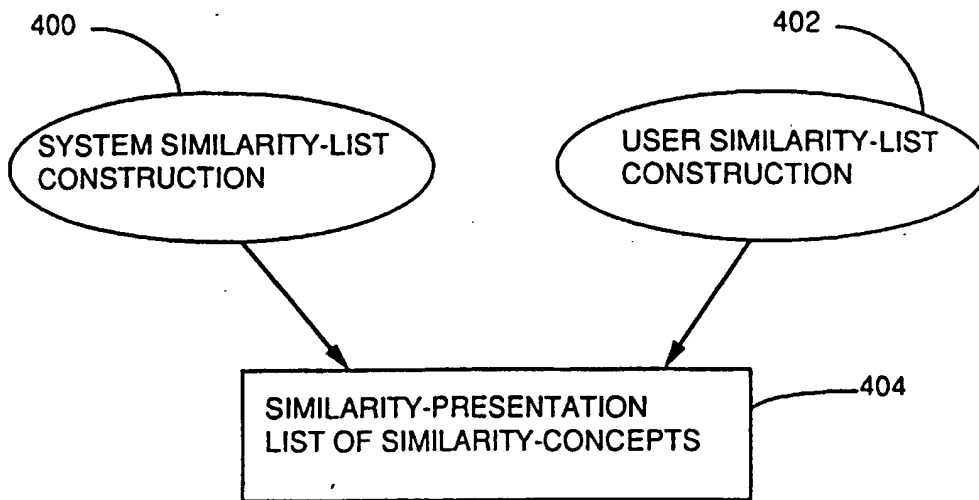 400
402
SYSTEM SIMILARITY-LIST
CONSTRUCTION
USER SIMILARITY-LIST
CONSTRUCTION
404
SIMILARITY-PRESENTATION
LIST OF SIMILARITY-CONCEPTS